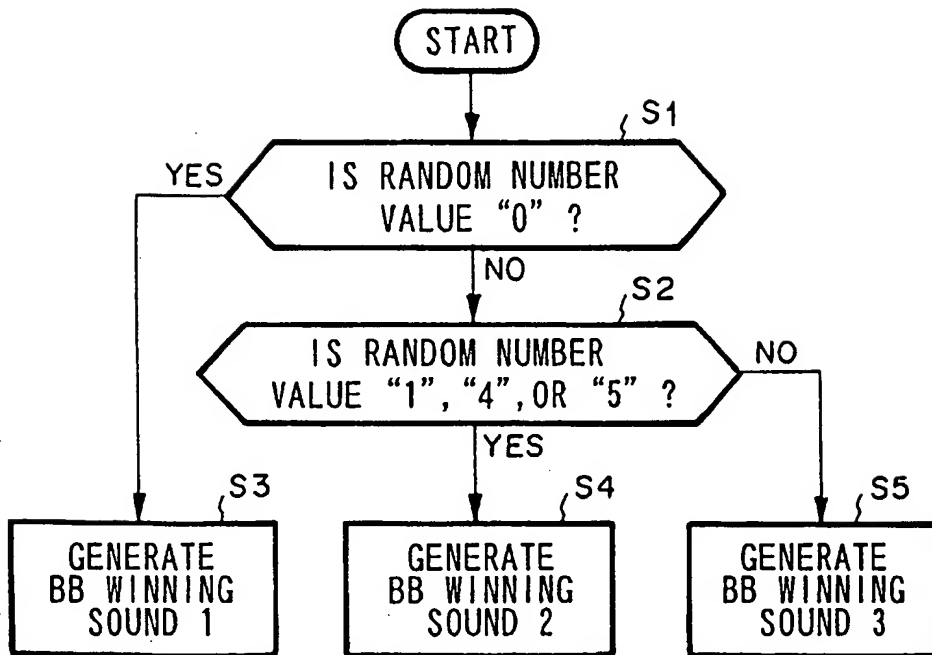 START
S1
IS RANDOM NUMBER
VALUE “0” ?
YES
NO
S2
IS RANDOM NUMBER
VALUE “1”, “4”, OR “5” ?
NO
YES
S3
GENERATE
BB WINNING
SOUND 1
S4
GENERATE
BB WINNING
SOUND 2
S5
GENERATE
BB WINNING
SOUND 3